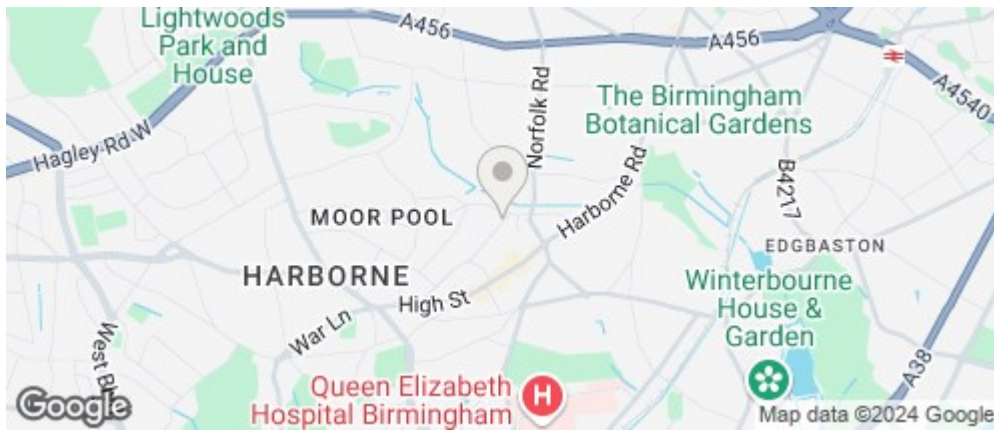 Lightwoods
Park and
House
A456
A456
A4540
Norfolk Rd
The Birmingham
Botanical Gardens
Hagley Rd W
B4217
Harborne Rd
MOOR POOL
EDGBASTON
HARBORNE
Winterbourne
House &
Garden
High St
War Ln
West Blvd
A38
Queen Elizabeth
Hospital Birmingham
H
Google
Map data ©2024 Google